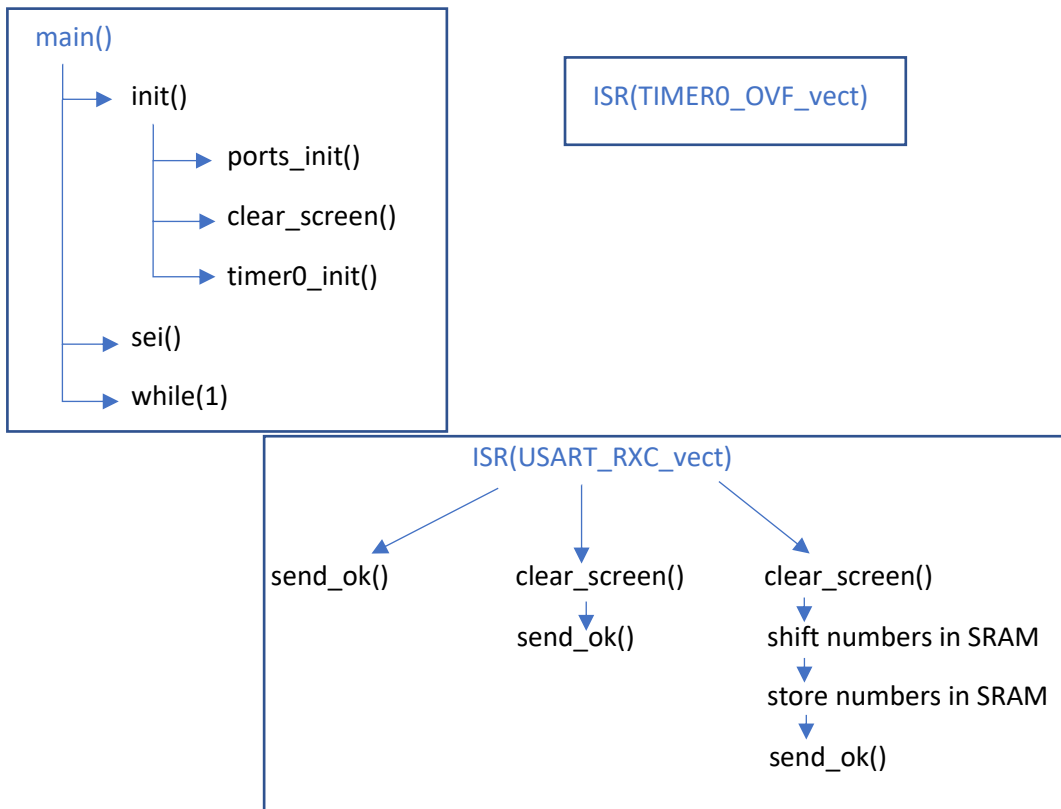 main()
init()
ISR(TIMER0_OVF_vect)
ports_init()
clear_screen()
timer0_init()
sei()
while(1)
ISR(USART_RXC_vect)
send_ok() clear_screen() clear_screen()
send_ok() shift numbers in SRAM
store numbers in SRAM
send_ok()